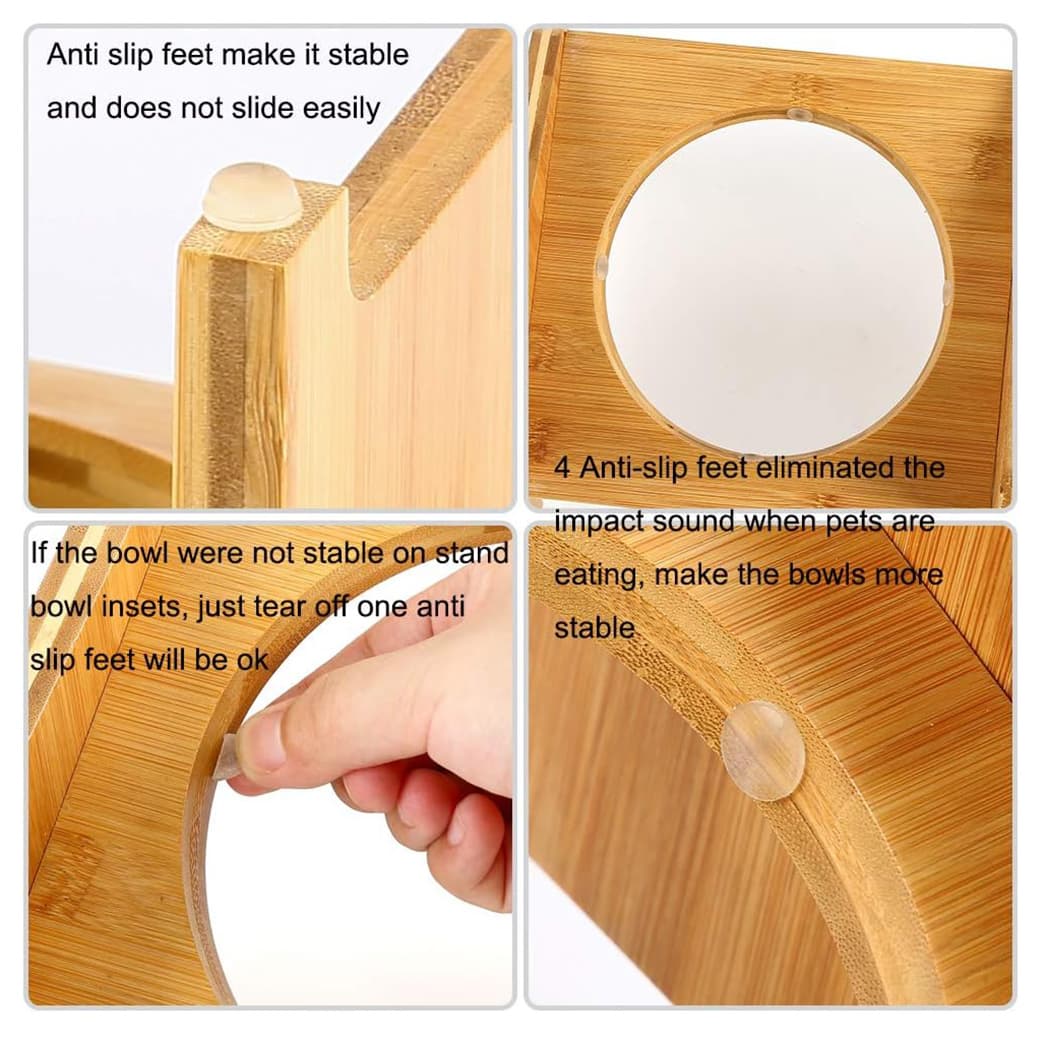 Anti slip feet make it stable
and does not slide easily
4 Anti-slip feet eliminated the
impact sound when pets are
eating, make the bowls more
stable
If the bowl were not stable on stand
bowl insets, just tear off one anti
slip feet will be ok